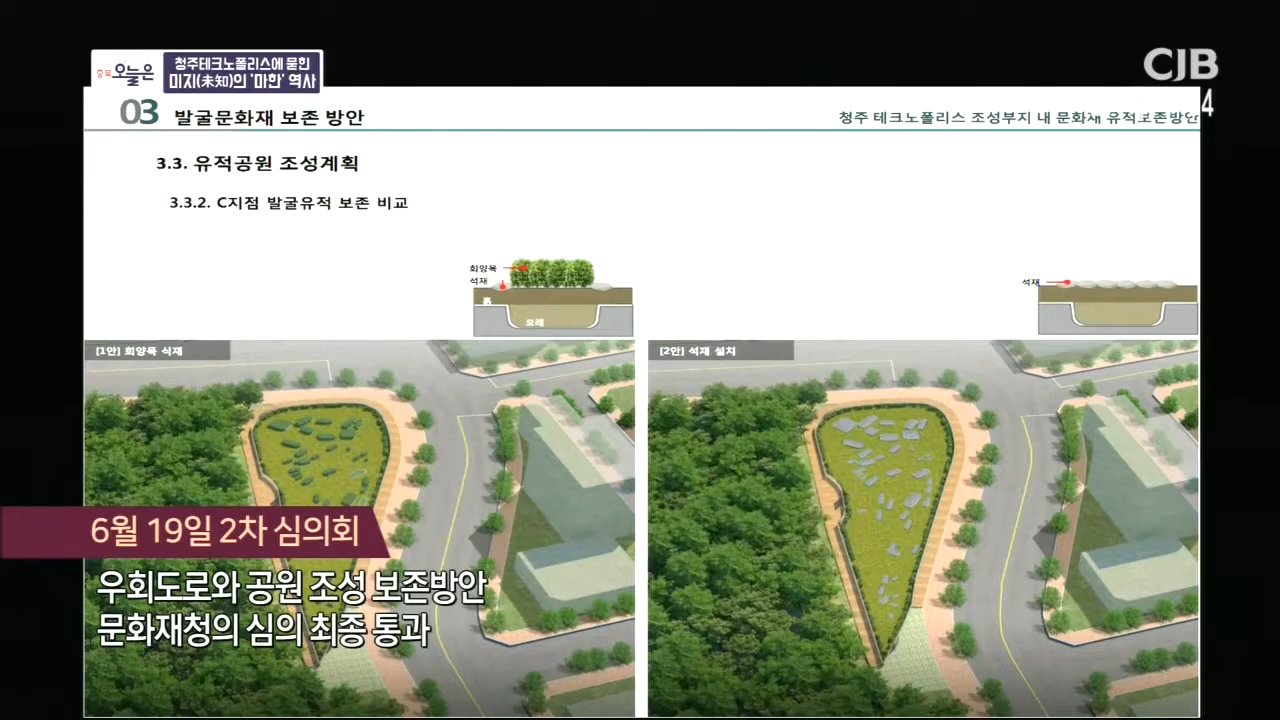 충북 오늘은
청주테크노폴리스에 묻힌
미지(未知)의 '마한' 역사
CJB
4
03 발굴문화재 보존 방안
청주 테크노폴리스 조성부지 내 문화재 유적보존방안
3.3. 유적공원 조성계획
3.3.2. C지점 발굴유적 보존 비교
회양목
석재
흙
모래
석재
[1안] 회양목 식재
[2안] 석재 설치
6월 19일 2차 심의회
우회도로와 공원 조성 보존방안
문화재청의 심의 최종 통과